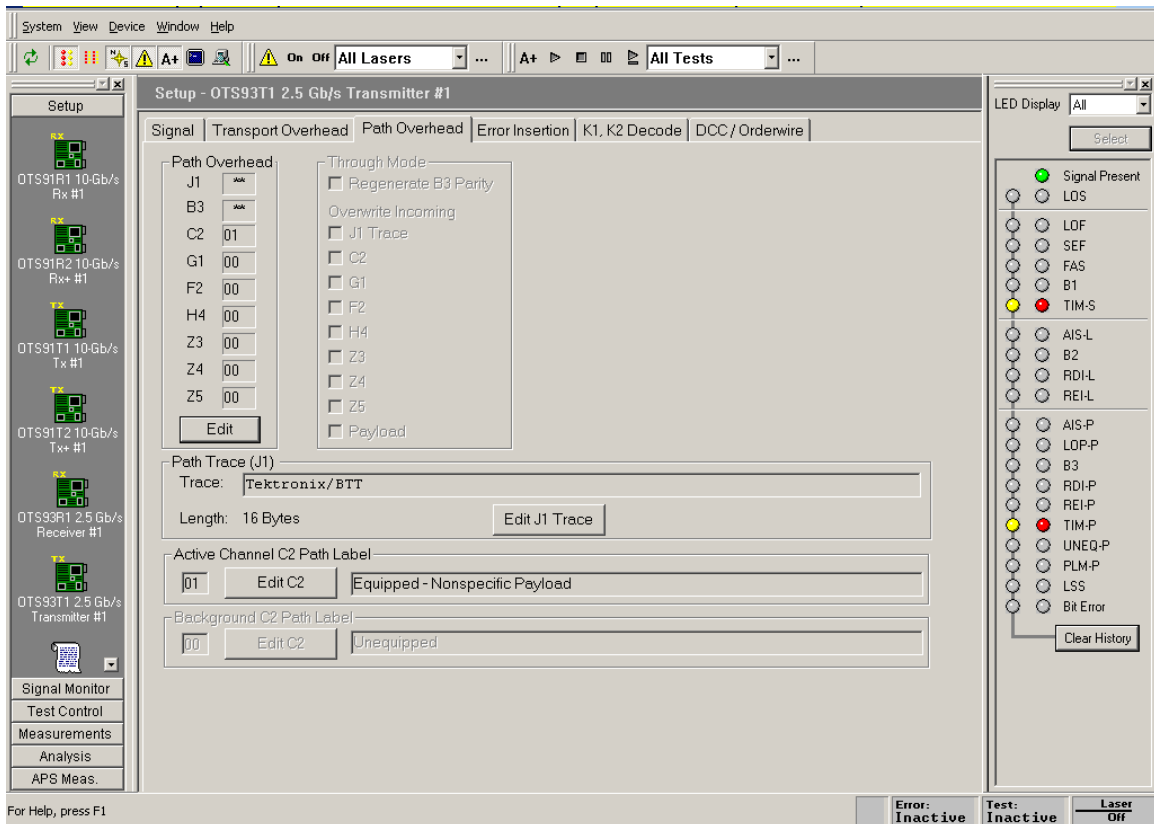 System View Device Window Help
A+ On Off All Lasers ... A+ All Tests ...
Setup
RX
OTS91R1 10-Gb/s
Rx #1
RX
OTS91R2 10-Gb/s
Rx+ #1
TX
OTS91T1 10-Gb/s
Tx #1
TX
OTS91T2 10-Gb/s
Tx+ #1
RX
OTS93R1 2.5 Gb/s
Receiver #1
TX
OTS93T1 2.5 Gb/s
Transmitter #1
Signal Monitor
Test Control
Measurements
Analysis
APS Meas.
Setup - OTS93T1 2.5 Gb/s Transmitter #1
Signal Transport Overhead Path Overhead Error Insertion K1, K2 Decode DCC / Orderwire
Path Overhead
J1 **
B3 **
C2 01
G1 00
F2 00
H4 00
Z3 00
Z4 00
Z5 00
Edit
Through Mode
Regenerate B3 Parity
Overwrite Incoming
J1 Trace
C2
G1
F2
H4
Z3
Z4
Z5
Payload
Path Trace (J1)
Trace: Tektronix/BTT
Length: 16 Bytes Edit J1 Trace
Active Channel C2 Path Label
01 Edit C2 Equipped - Nonspecific Payload
Background C2 Path Label
00 Edit C2 Unequipped
LED Display All
Select
Signal Present
LOS
LOF
SEF
FAS
B1
TIM-S
AIS-L
B2
RDI-L
REI-L
AIS-P
LOP-P
B3
RDI-P
REI-P
TIM-P
UNEQ-P
PLM-P
LSS
Bit Error
Clear History
For Help, press F1
Error:
Inactive
Test:
Inactive
Laser
Off